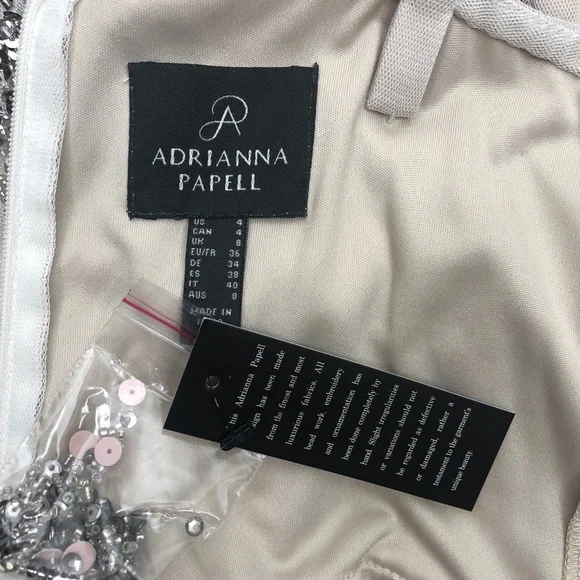 ADRIANNA
PAPELL
US 4
CAN 4
UK 8
EU/FR 36
DE 34
ES 38
IT 40
AUS 8
MADE IN
his Adrianna Papell
sign has been made
from the finest and most
luxurious fabrics. All
bead work, embroidery
and ornamentation has
been done completely by
hand. Slight irregularities
or variations should not
be regarded as defective
or damaged, rather a
testament to the garment's
unique beauty.